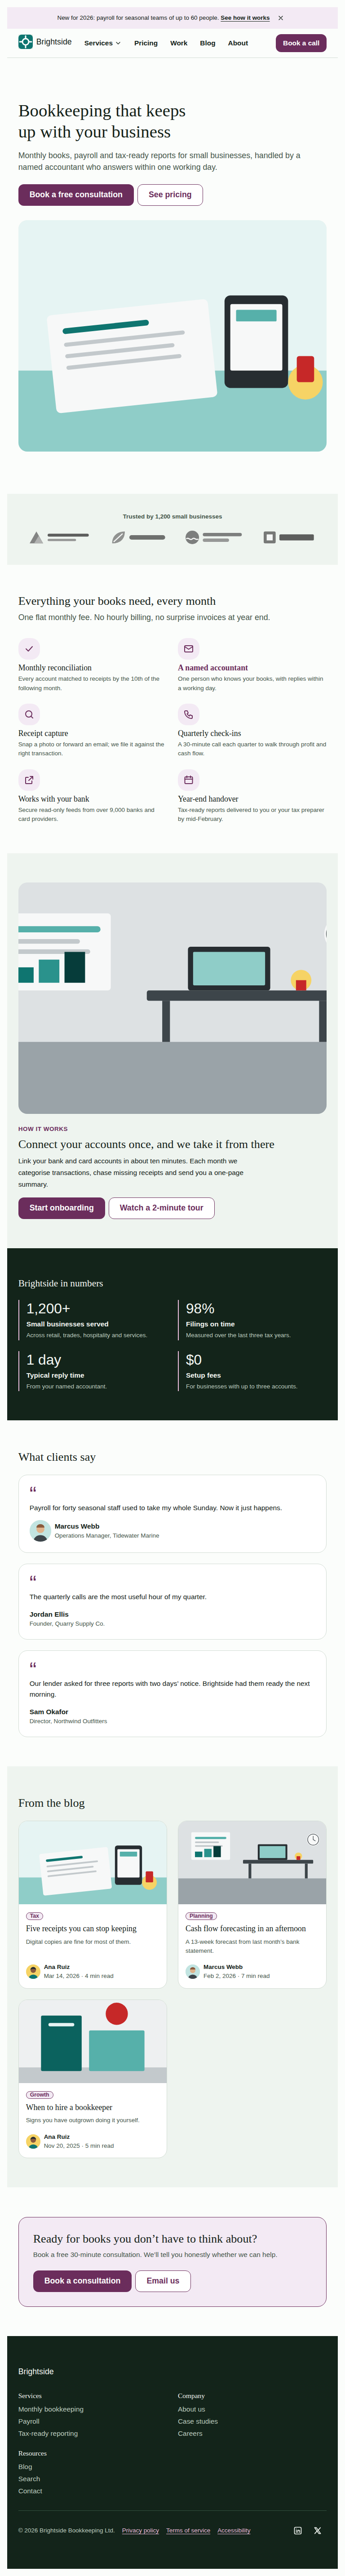 New for 2026: payroll for seasonal teams of up to 60 people. See how it works
Brightside
Services Pricing Work Blog About
Book a call
Bookkeeping that keeps
up with your business
Monthly books, payroll and tax-ready reports for small businesses, handled by a
named accountant who answers within one working day.
Book a free consultation
See pricing
Trusted by 1,200 small businesses
Everything your books need, every month
One flat monthly fee. No hourly billing, no surprise invoices at year end.
Monthly reconciliation
Every account matched to receipts by the 10th of the
following month.
A named accountant
One person who knows your books, with replies within
a working day.
Receipt capture
Snap a photo or forward an email; we file it against the
right transaction.
Quarterly check-ins
A 30-minute call each quarter to walk through profit and
cash flow.
Works with your bank
Secure read-only feeds from over 9,000 banks and
card providers.
Year-end handover
Tax-ready reports delivered to you or your tax preparer
by mid-February.
HOW IT WORKS
Connect your accounts once, and we take it from there
Link your bank and card accounts in about ten minutes. Each month we
categorise transactions, chase missing receipts and send you a one-page
summary.
Start onboarding
Watch a 2-minute tour
Brightside in numbers
1,200+
Small businesses served
Across retail, trades, hospitality and services.
98%
Filings on time
Measured over the last three tax years.
1 day
Typical reply time
From your named accountant.
$0
Setup fees
For businesses with up to three accounts.
What clients say
“
Payroll for forty seasonal staff used to take my whole Sunday. Now it just happens.
Marcus Webb
Operations Manager, Tidewater Marine
“
The quarterly calls are the most useful hour of my quarter.
Jordan Ellis
Founder, Quarry Supply Co.
“
Our lender asked for three reports with two days’ notice. Brightside had them ready the next
morning.
Sam Okafor
Director, Northwind Outfitters
From the blog
Tax
Five receipts you can stop keeping
Digital copies are fine for most of them.
Ana Ruiz
Mar 14, 2026 · 4 min read
Planning
Cash flow forecasting in an afternoon
A 13-week forecast from last month’s bank
statement.
Marcus Webb
Feb 2, 2026 · 7 min read
Growth
When to hire a bookkeeper
Signs you have outgrown doing it yourself.
Ana Ruiz
Nov 20, 2025 · 5 min read
Ready for books you don’t have to think about?
Book a free 30-minute consultation. We’ll tell you honestly whether we can help.
Book a consultation
Email us
Brightside
Services
Monthly bookkeeping
Payroll
Tax-ready reporting
Company
About us
Case studies
Careers
Resources
Blog
Search
Contact
© 2026 Brightside Bookkeeping Ltd. Privacy policy Terms of service Accessibility